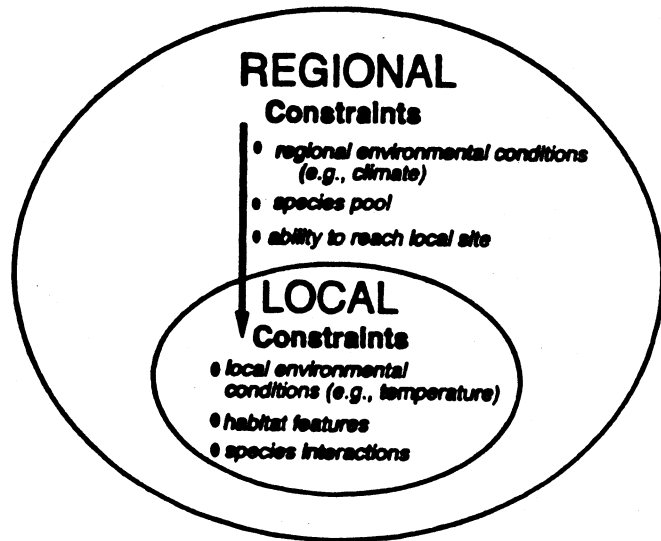 REGIONAL
Constraints
• regional environmental conditions
(e.g., climate)
• species pool
• ability to reach local site
LOCAL
Constraints
• local environmental
conditions (e.g., temperature)
• habitat features
• species interactions